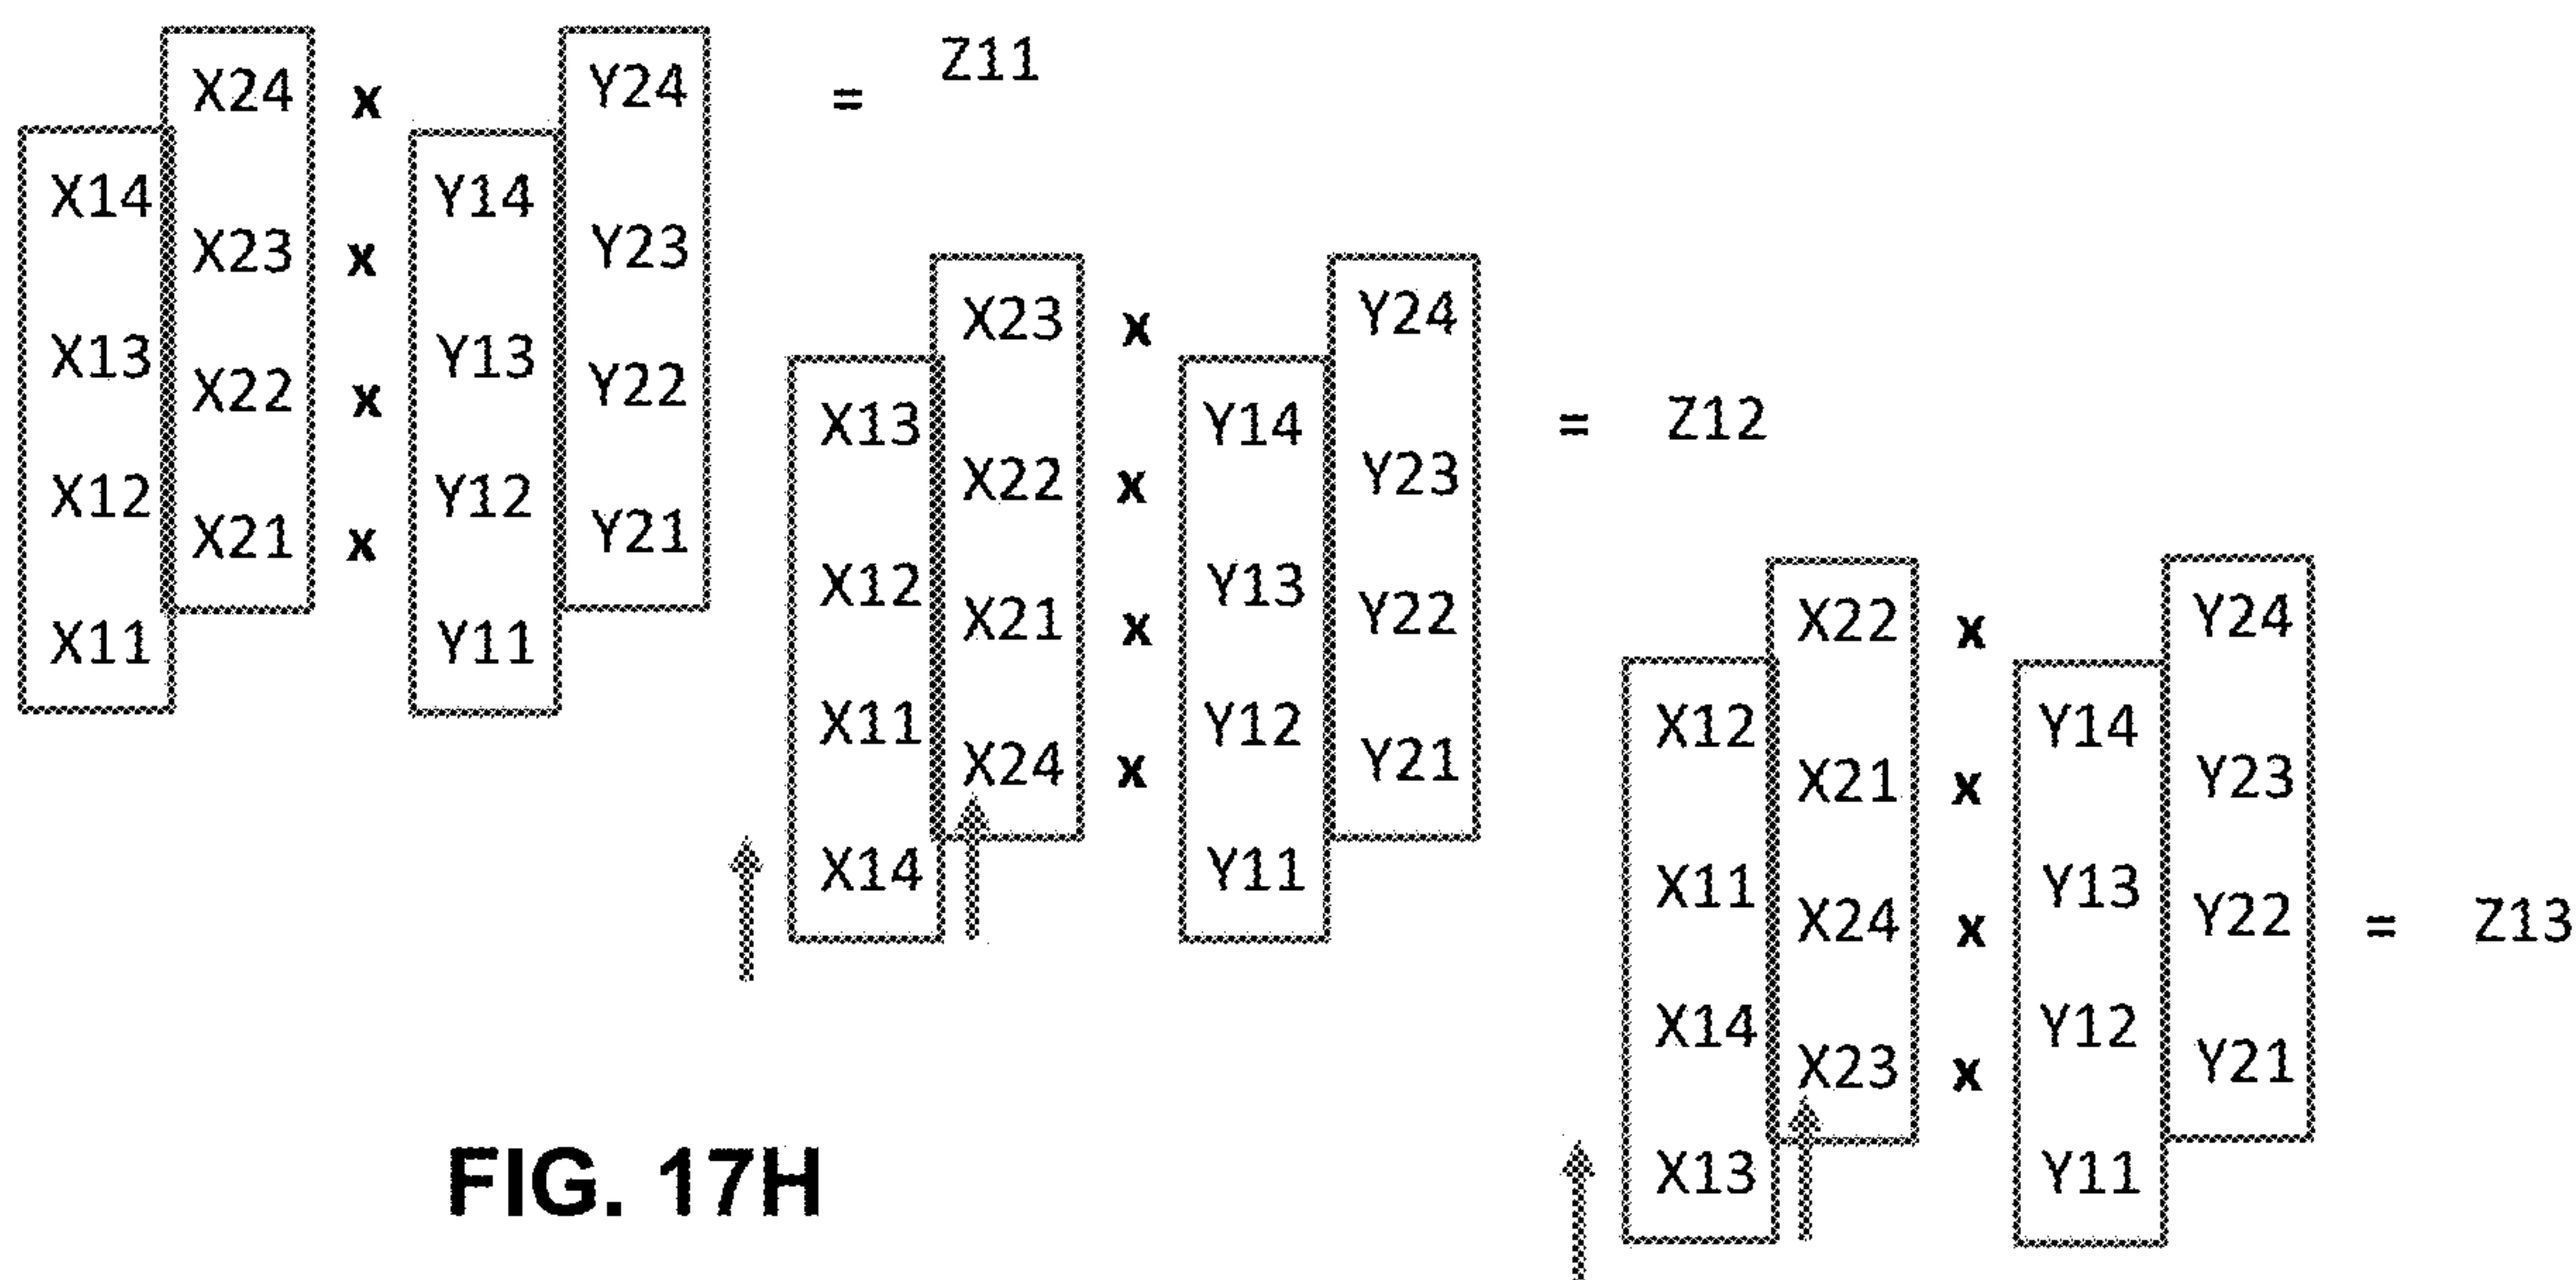 X24 x Y24 = Z11
X14 Y14
X23 x Y23
X13 Y13
X22 x Y22
X12 Y12
X21 x Y21
X11 Y11
X23 x Y24
X13 Y14 = Z12
X22 x Y23
X12 Y13
X21 x Y22
X11 Y12
X24 x Y21
X14 Y11
X22 x Y24
X12 Y14
X21 x Y23
X11 Y13
X24 x Y22 = Z13
X14 Y12
X23 x Y21
X13 Y11
FIG. 17H